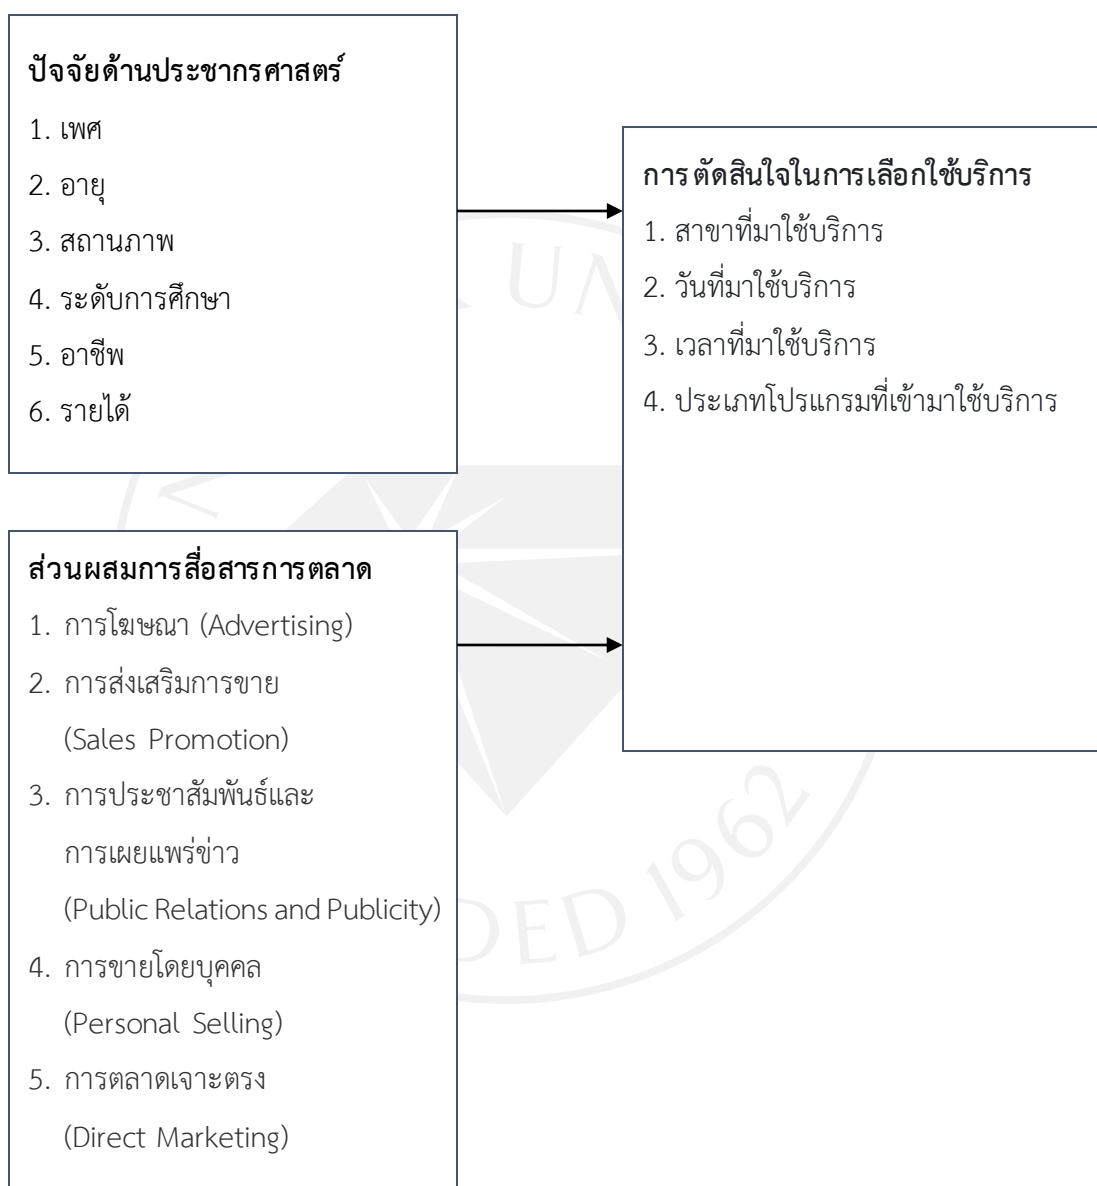 ปัจจัยด้านประชากรศาสตร์
1. เพศ
2. อายุ
3. สถานภาพ
4. ระดับการศึกษา
5. อาชีพ
6. รายได้
การตัดสินใจในการเลือกใช้บริการ
1. สาขาที่มาใช้บริการ
2. วันที่มาใช้บริการ
3. เวลาที่มาใช้บริการ
4. ประเภทโปรแกรมที่เข้ามาใช้บริการ
ส่วนผสมการสื่อสารการตลาด
1. การโฆษณา (Advertising)
2. การส่งเสริมการขาย
(Sales Promotion)
3. การประชาสัมพันธ์และ
การเผยแพร่ข่าว
(Public Relations and Publicity)
4. การขายโดยบุคคล
(Personal Selling)
5. การตลาดเจาะตรง
(Direct Marketing)
1962